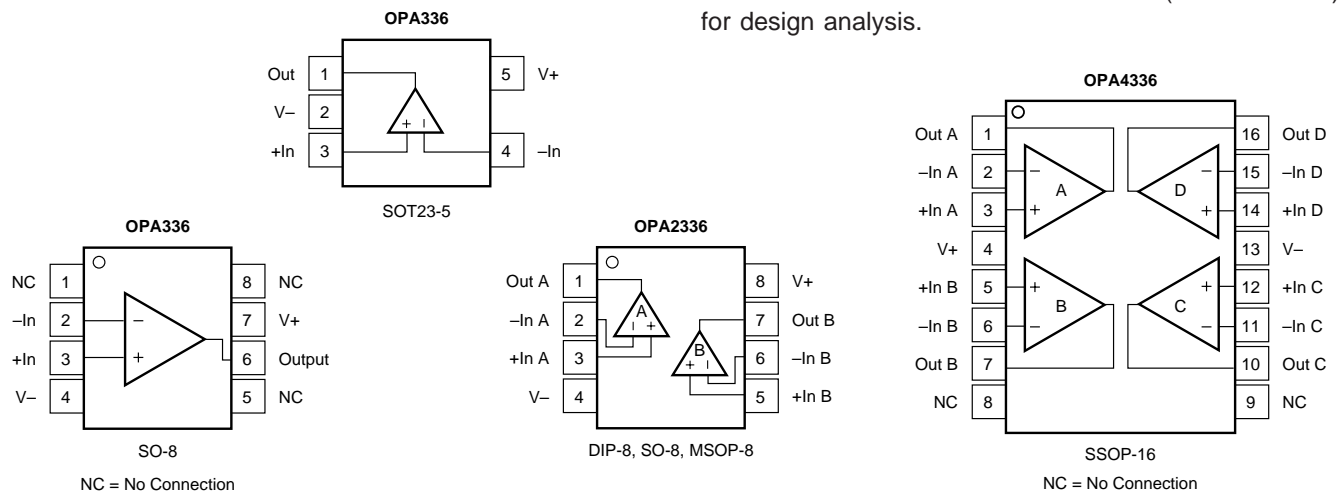 for design analysis.
OPA336
Out 1 5 V+
V– 2
+In 3 4 –In
+ –
SOT23-5
OPA336
NC 1 8 NC
–In 2 – 7 V+
+In 3 + 6 Output
V– 4 5 NC
SO-8
NC = No Connection
OPA2336
Out A 1 8 V+
–In A 2 A 7 Out B
– +
+In A 3 B 6 –In B
+ –
V– 4 5 +In B
DIP-8, SO-8, MSOP-8
OPA4336
Out A 1 16 Out D
–In A 2 – – 15 –In D
A D
+In A 3 + + 14 +In D
V+ 4 13 V–
+In B 5 + + 12 +In C
B C
–In B 6 – – 11 –In C
Out B 7 10 Out C
NC 8 9 NC
SSOP-16
NC = No Connection